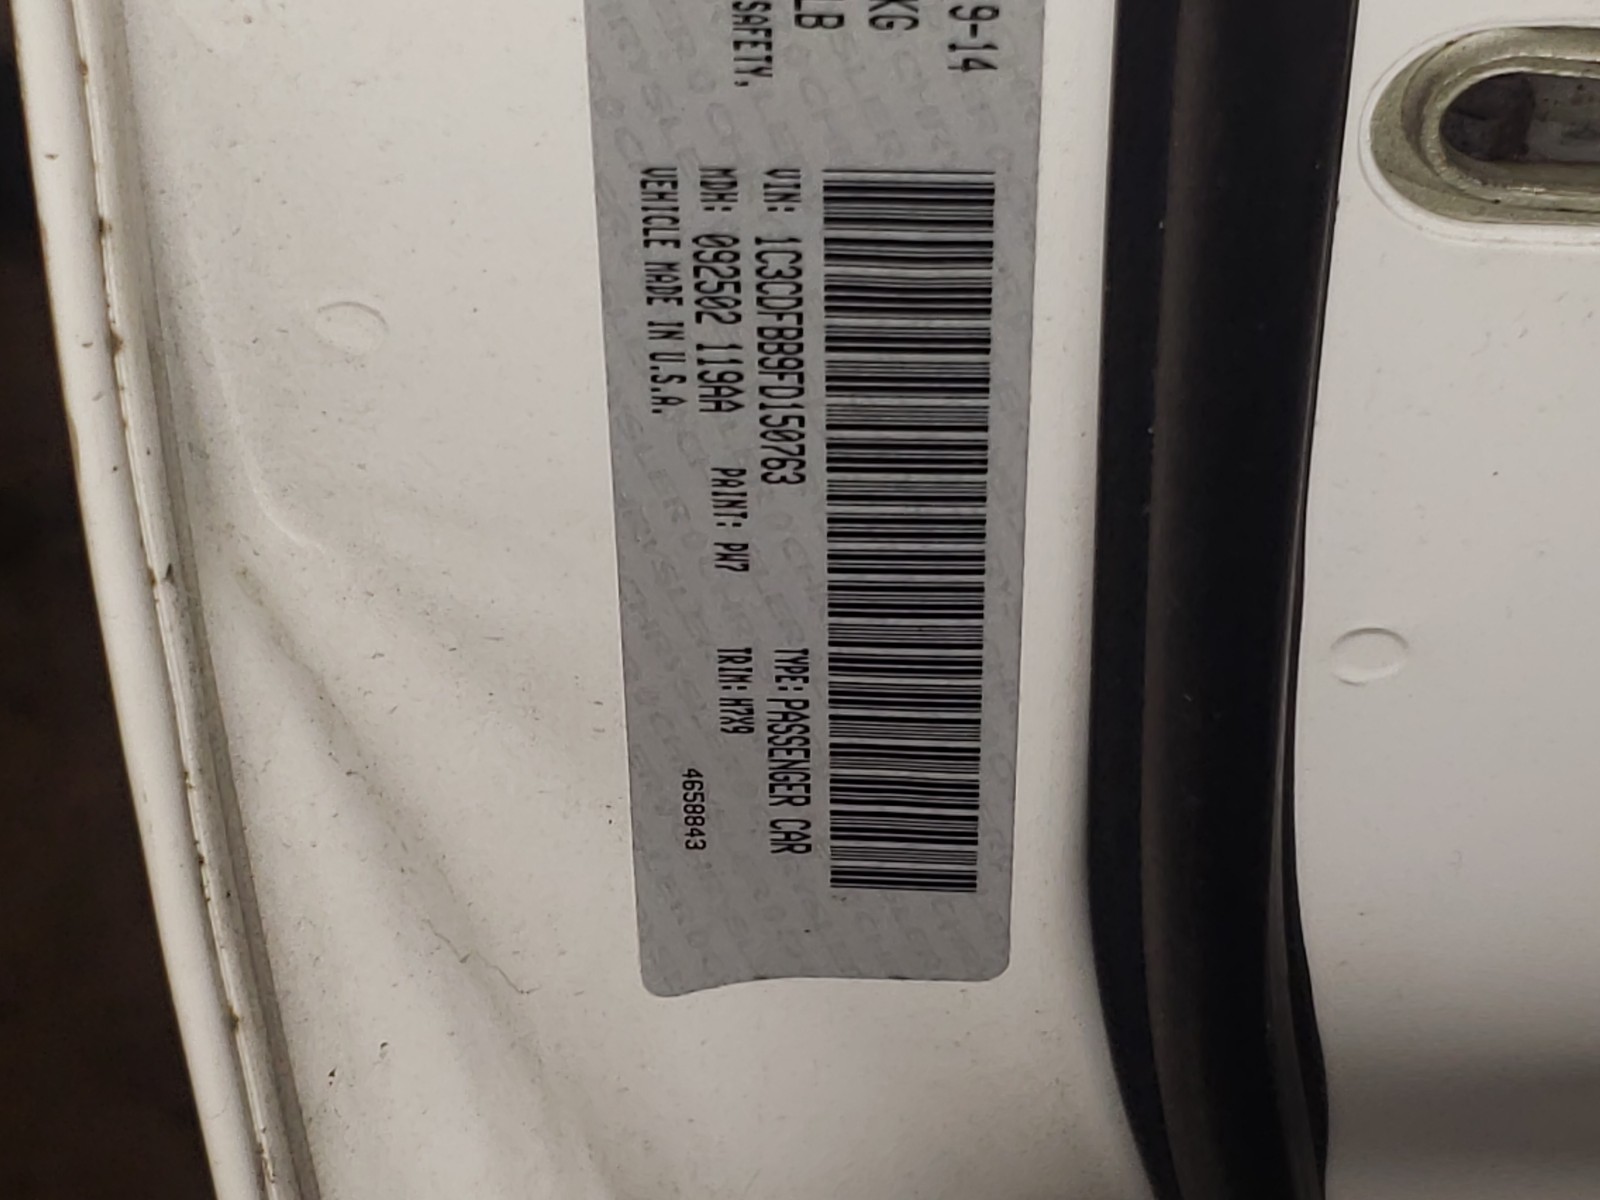 9-14
KG
LB
SAFETY,
VIN: 1C3CDFBB9FD150763 TYPE: PASSENGER CAR
MDH: 092502 119AA PAINT: PW7 TRIM: H7X9
VEHICLE MADE IN U.S.A. 4658843